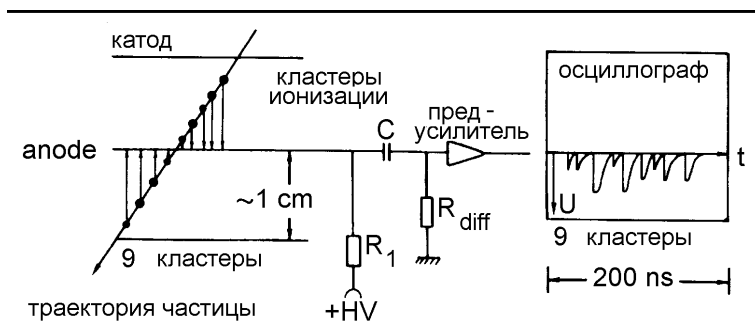 катод
кластеры
ионизации
пред-
усилитель
осциллограф
anode
C
t
~1 cm
U
R diff
R1
9 кластеры
9 кластеры
200 ns
+HV
траектория частицы